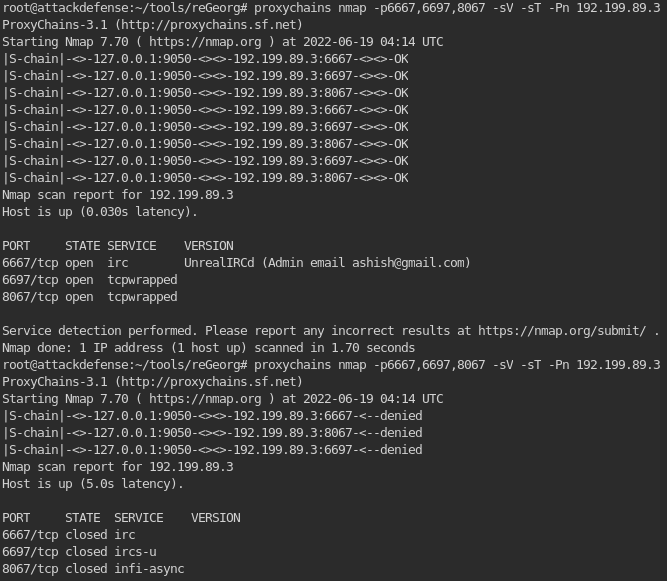 root@attackdefense:~/tools/reGeorg# proxychains nmap -p6667,6697,8067 -sV -sT -Pn 192.199.89.3
ProxyChains-3.1 (http://proxychains.sf.net)
Starting Nmap 7.70 ( https://nmap.org ) at 2022-06-19 04:14 UTC
|S-chain|-<>-127.0.0.1:9050-<><>-192.199.89.3:6667-<><>-OK
|S-chain|-<>-127.0.0.1:9050-<><>-192.199.89.3:6697-<><>-OK
|S-chain|-<>-127.0.0.1:9050-<><>-192.199.89.3:8067-<><>-OK
|S-chain|-<>-127.0.0.1:9050-<><>-192.199.89.3:6667-<><>-OK
|S-chain|-<>-127.0.0.1:9050-<><>-192.199.89.3:6697-<><>-OK
|S-chain|-<>-127.0.0.1:9050-<><>-192.199.89.3:8067-<><>-OK
|S-chain|-<>-127.0.0.1:9050-<><>-192.199.89.3:6697-<><>-OK
|S-chain|-<>-127.0.0.1:9050-<><>-192.199.89.3:8067-<><>-OK
Nmap scan report for 192.199.89.3
Host is up (0.030s latency).

PORT     STATE SERVICE    VERSION
6667/tcp open  irc        UnrealIRCd (Admin email ashish@gmail.com)
6697/tcp open  tcpwrapped
8067/tcp open  tcpwrapped

Service detection performed. Please report any incorrect results at https://nmap.org/submit/ .
Nmap done: 1 IP address (1 host up) scanned in 1.70 seconds
root@attackdefense:~/tools/reGeorg# proxychains nmap -p6667,6697,8067 -sV -sT -Pn 192.199.89.3
ProxyChains-3.1 (http://proxychains.sf.net)
Starting Nmap 7.70 ( https://nmap.org ) at 2022-06-19 04:14 UTC
|S-chain|-<>-127.0.0.1:9050-<><>-192.199.89.3:6667-<--denied
|S-chain|-<>-127.0.0.1:9050-<><>-192.199.89.3:8067-<--denied
|S-chain|-<>-127.0.0.1:9050-<><>-192.199.89.3:6697-<--denied
Nmap scan report for 192.199.89.3
Host is up (5.0s latency).

PORT     STATE  SERVICE    VERSION
6667/tcp closed irc
6697/tcp closed ircs-u
8067/tcp closed infi-async